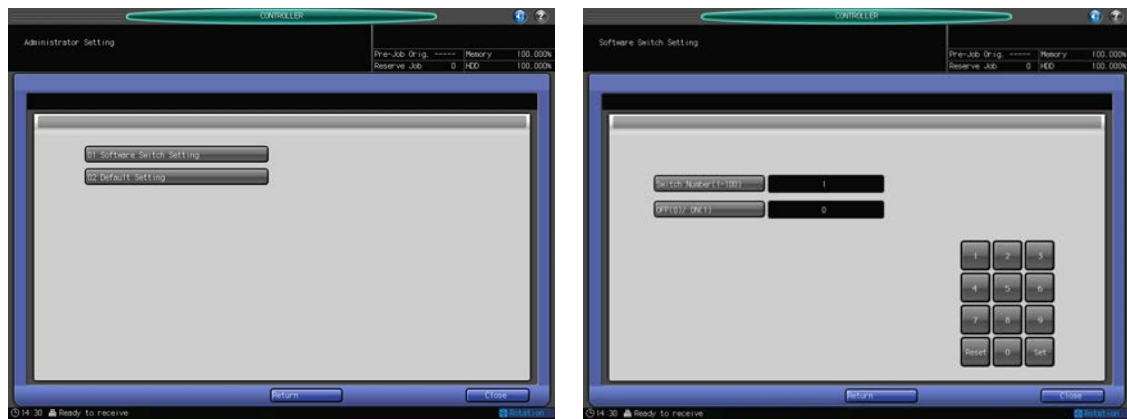 CONTROLLER
Administrator Setting
Pre-Job Orig. ----- Memory 100.000%
Reserve Job 0 HDD 100.000%
01 Software Switch Setting
02 Default Setting
Return Close
14:30 Ready to receive Rotation
CONTROLLER
Software Switch Setting
Pre-Job Orig. ----- Memory 100.000%
Reserve Job 0 HDD 100.000%
Switch Number(1-100) 1
OFF(0)/ ON(1) 0
1 2 3
4 5 6
7 8 9
Reset 0 Set
Return Close
14:30 Ready to receive Rotation